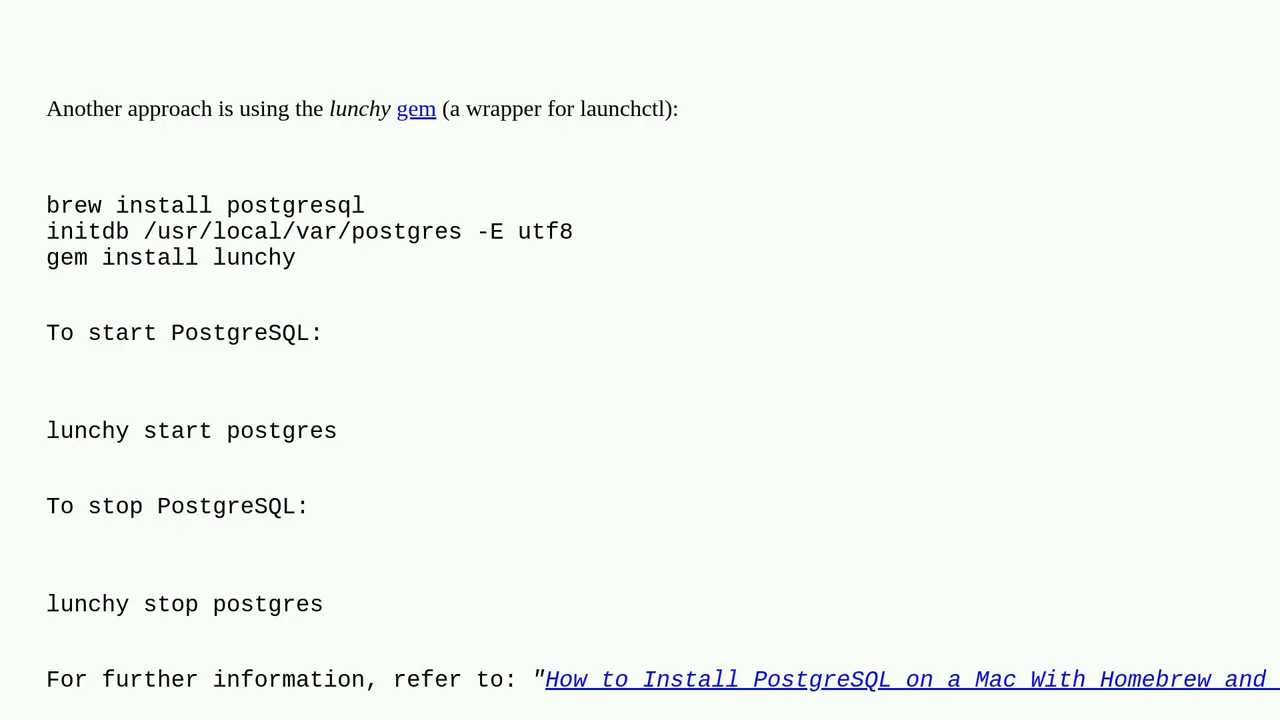 Another approach is using the lunchy gem (a wrapper for launchctl):
brew install postgresql
initdb /usr/local/var/postgres -E utf8
gem install lunchy
To start PostgreSQL:
lunchy start postgres
To stop PostgreSQL:
lunchy stop postgres
For further information, refer to: "How to Install PostgreSQL on a Mac With Homebrew and